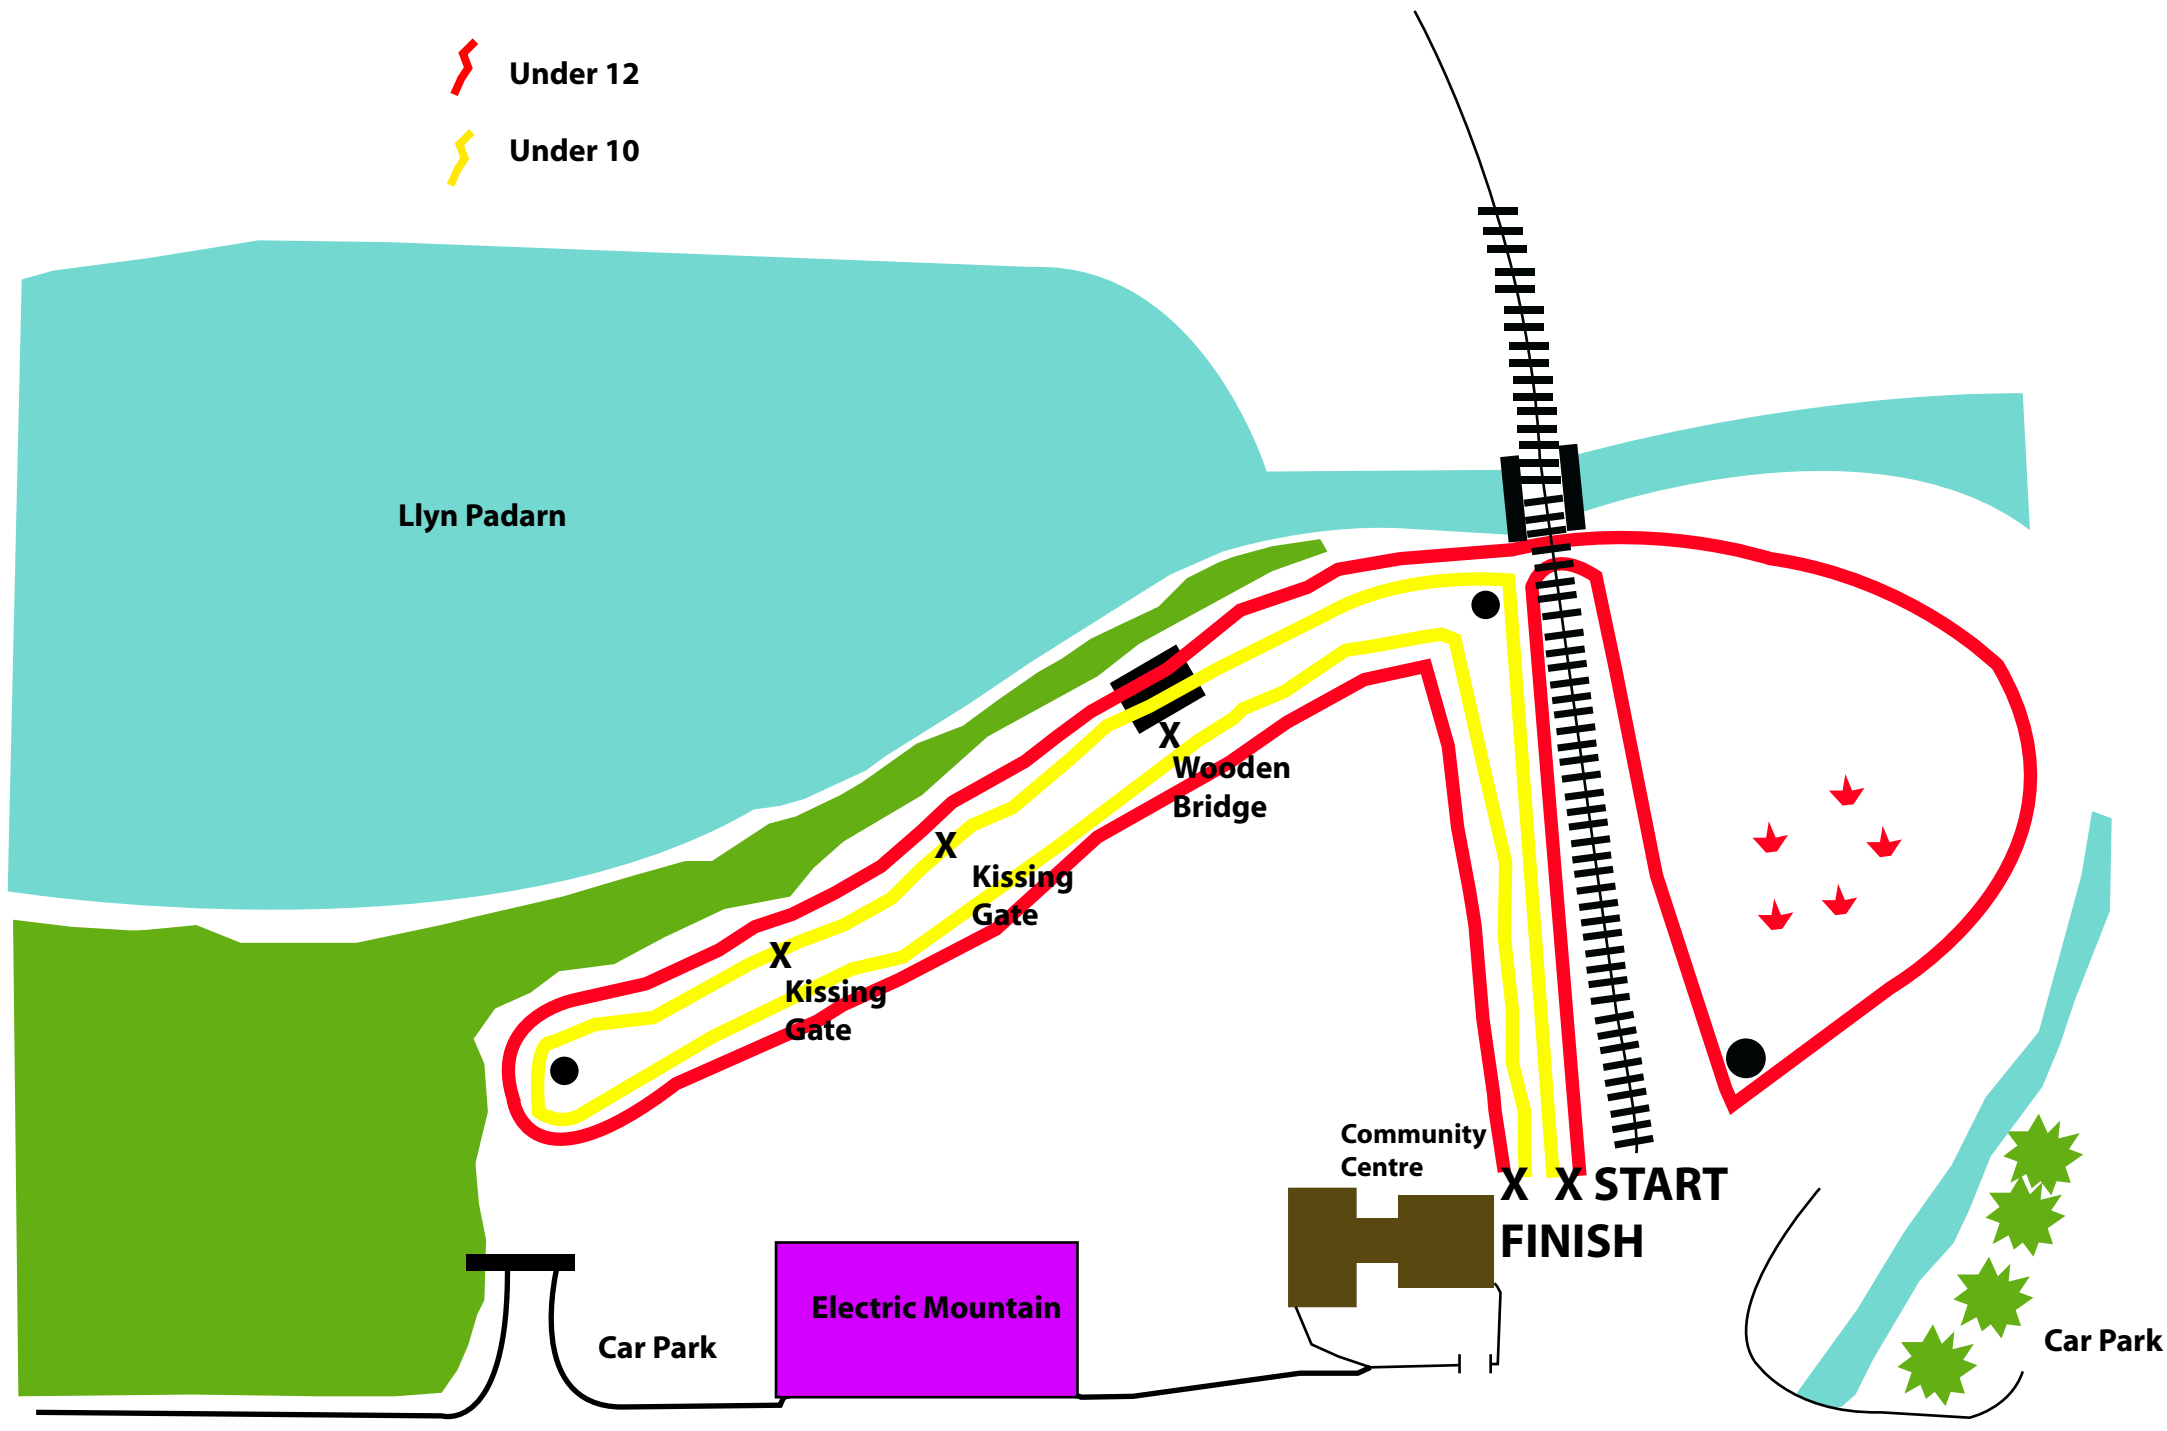 Under 12
Under 10
Llyn Padarn
X
Wooden
Bridge
X
Kissing
Gate
X
Kissing
Gate
Community
Centre
X X START
FINISH
Electric Mountain
Car Park
Car Park